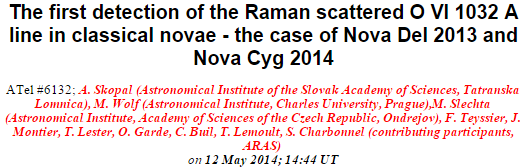 The first detection of the Raman scattered O VI 1032 A
line in classical novae - the case of Nova Del 2013 and
Nova Cyg 2014
ATel #6132; A. Skopal (Astronomical Institute of the Slovak Academy of Sciences, Tatranska
Lomnica), M. Wolf (Astronomical Institute, Charles University, Prague),M. Slechta
(Astronomical Institute, Academy of Sciences of the Czech Republic, Ondrejov), F. Teyssier, J.
Montier, T. Lester, O. Garde, C. Buil, T. Lemoult, S. Charbonnel (contributing participants,
ARAS)
on 12 May 2014; 14:44 UT